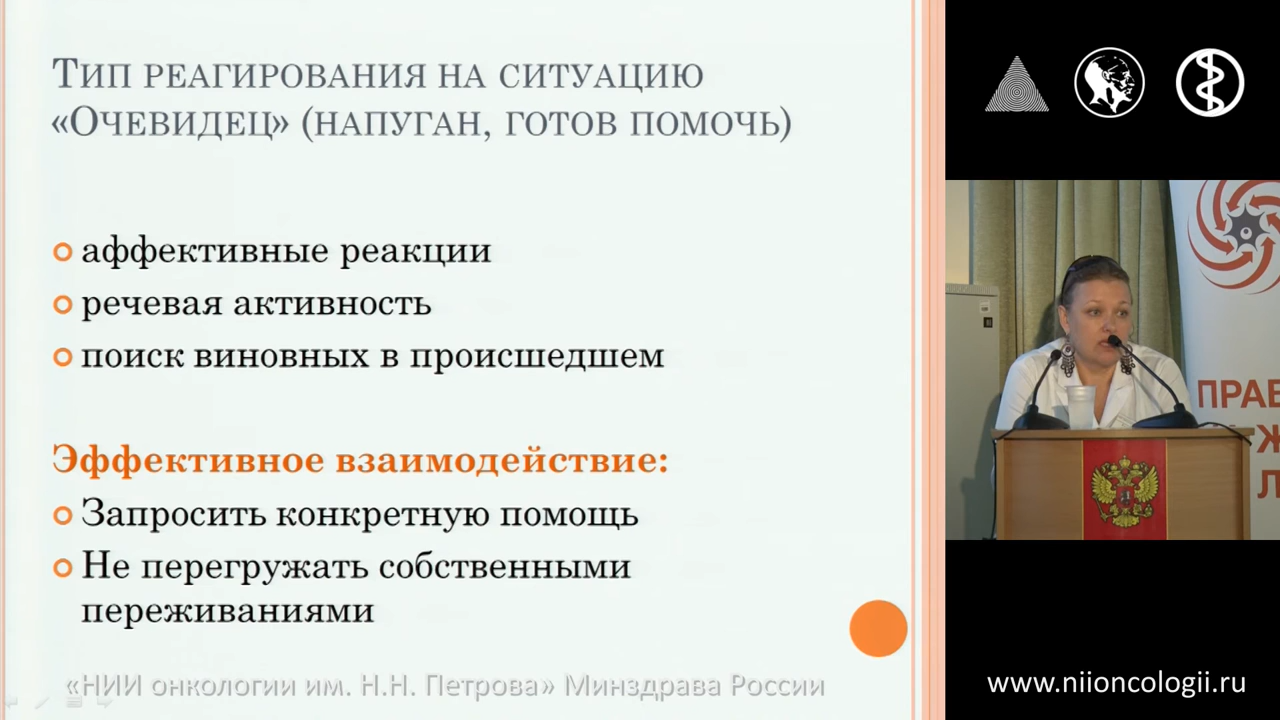 Тип реагирования на ситуацию
«Очевидец» (напуган, готов помочь)
аффективные реакции
речевая активность
поиск виновных в происшедшем
Эффективное взаимодействие:
Запросить конкретную помощь
Не перегружать собственными
переживаниями
«НИИ онкологии им. Н.Н. Петрова» Минздрава России
ПРАВ
Ж
Л
www.niioncologii.ru